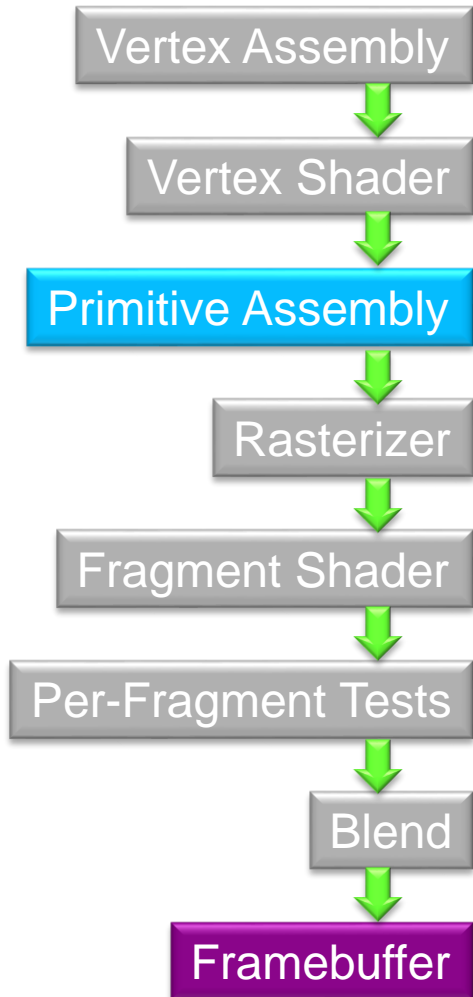 Vertex Assembly
Vertex Shader
Primitive Assembly
Rasterizer
Fragment Shader
Per-Fragment Tests
Blend
Framebuffer